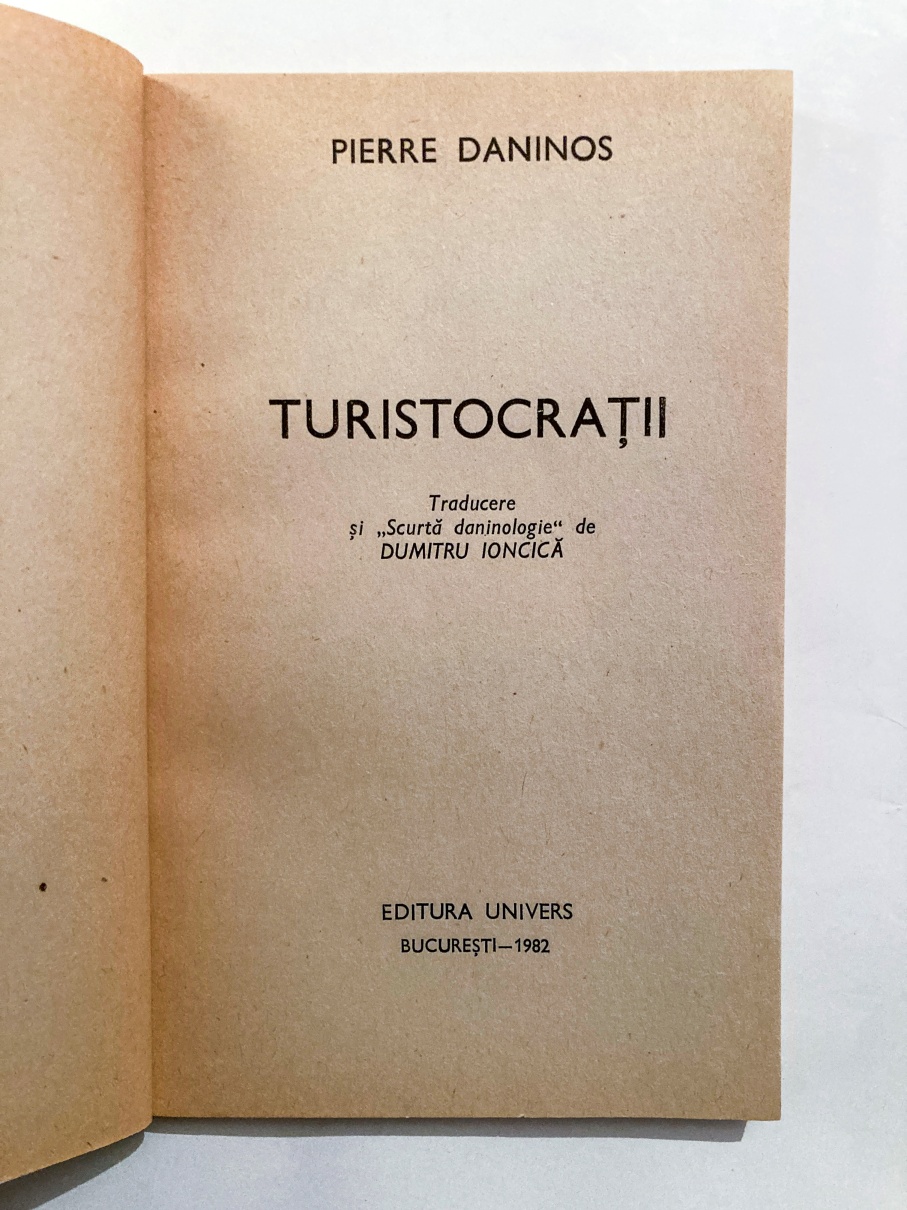 PIERRE DANINOS
TURISTOCRAȚII
Traducere
și „Scurtă daninologie“ de
DUMITRU IONCICĂ
EDITURA UNIVERS
BUCUREȘTI—1982